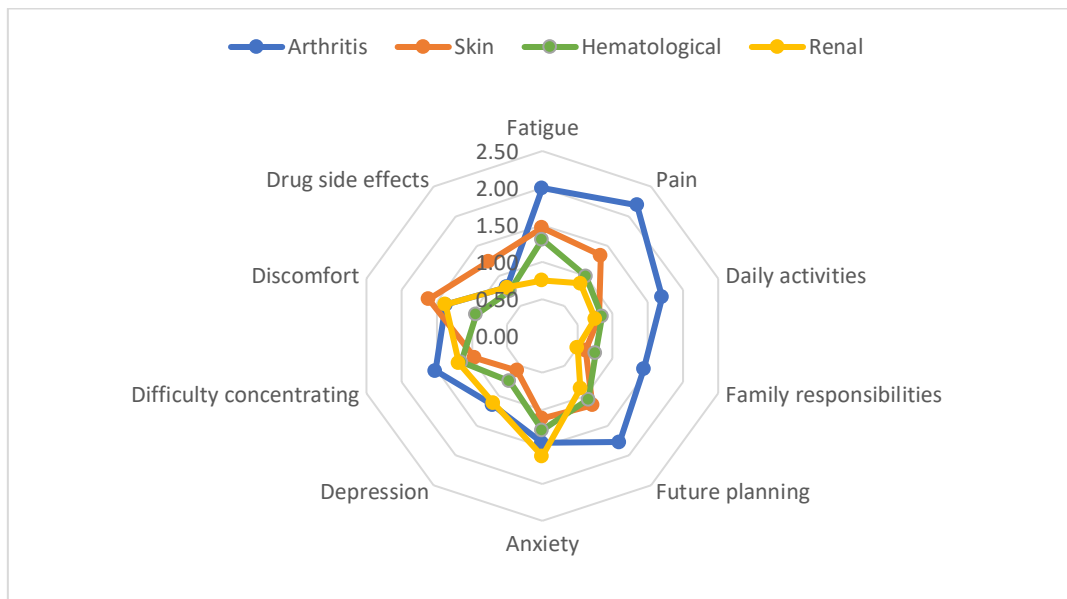 Arthritis Skin Hematological Renal
Fatigue
2.50
Drug side effects
Pain
2.00
1.50
Discomfort
1.00
Daily activities
0.50
0.00
Difficulty concentrating
Family responsibilities
Depression
Future planning
Anxiety